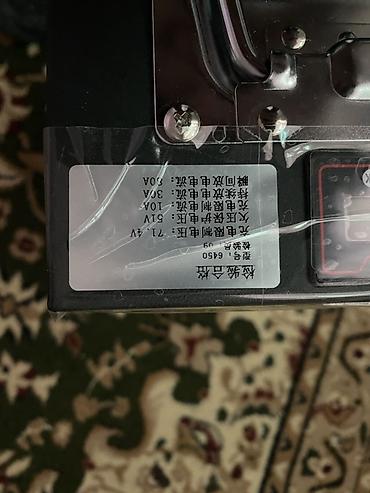 检验合格
型号：6450
检验员：09
充电限制电压：71.4V
欠压保护电压：51V
充电限制电流：10A
持续放电电流：30A
瞬间放电电流：60A